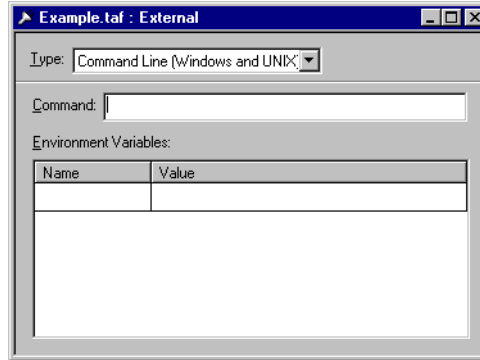 Example.taf : External
Type: Command Line (Windows and UNIX)
Command:
Environment Variables:
Name Value